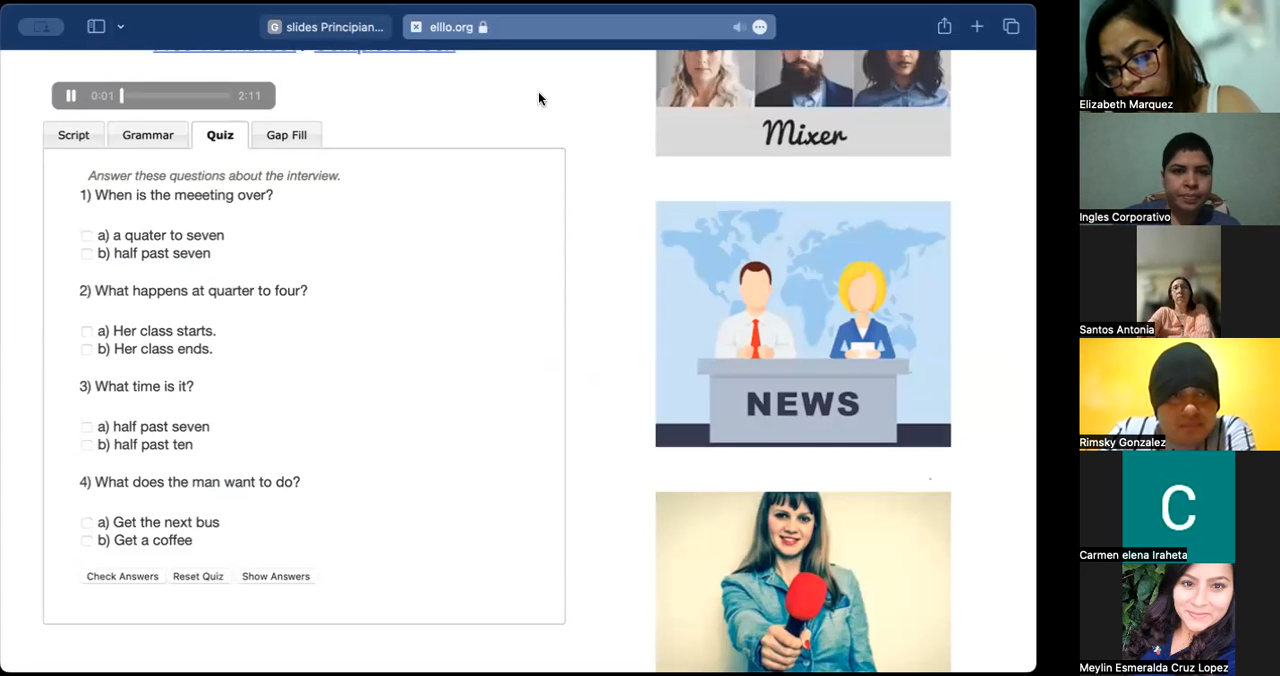 slides Principian...
elllo.org
0:01
2:11
Script
Grammar
Quiz
Gap Fill
Answer these questions about the interview.
1) When is the meeeting over?
a) a quater to seven
b) half past seven
2) What happens at quarter to four?
a) Her class starts.
b) Her class ends.
3) What time is it?
a) half past seven
b) half past ten
4) What does the man want to do?
a) Get the next bus
b) Get a coffee
Check Answers
Reset Quiz
Show Answers
Mixer
NEWS
Elizabeth Marquez
Ingles Corporativo
Santos Antonia
Rimsky Gonzalez
C
Carmen elena Iraheta
Meylin Esmeralda Cruz Lopez